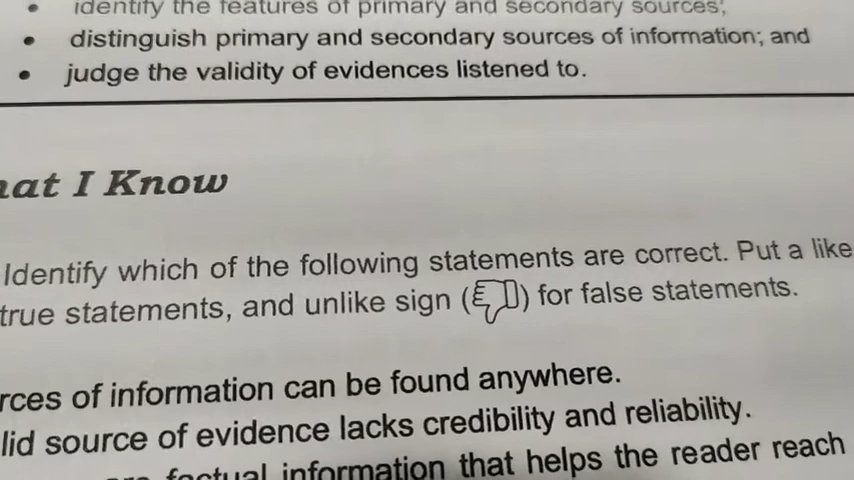 • identify the features of primary and secondary sources;
• distinguish primary and secondary sources of information; and
• judge the validity of evidences listened to.
I Know
Identify which of the following statements are correct. Put a like
true statements, and unlike sign ( ) for false statements.
of information can be found anywhere.
source of evidence lacks credibility and reliability.
factual information that helps the reader reach